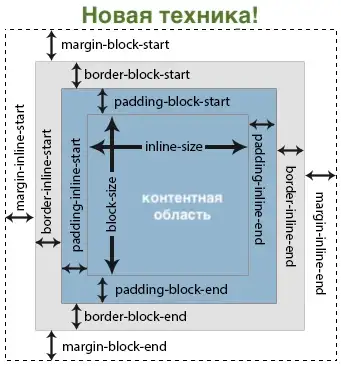 Новая техника!
margin-block-start
border-block-start
padding-block-start
margin-inline-start
border-inline-start
padding-inline-start
block-size
inline-size
контентная
область
padding-inline-end
border-inline-end
margin-inline-end
padding-block-end
border-block-end
margin-block-end